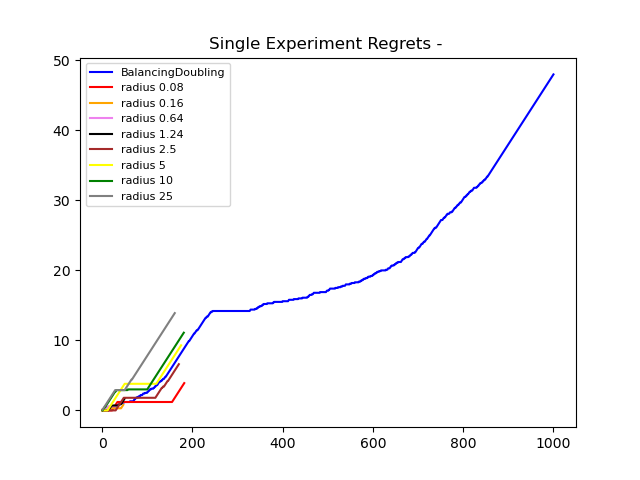 Single Experiment Regrets -
50
40
30
20
10
0
BalancingDoubling
radius 0.08
radius 0.16
radius 0.64
radius 1.24
radius 2.5
radius 5
radius 10
radius 25
0 200 400 600 800 1000